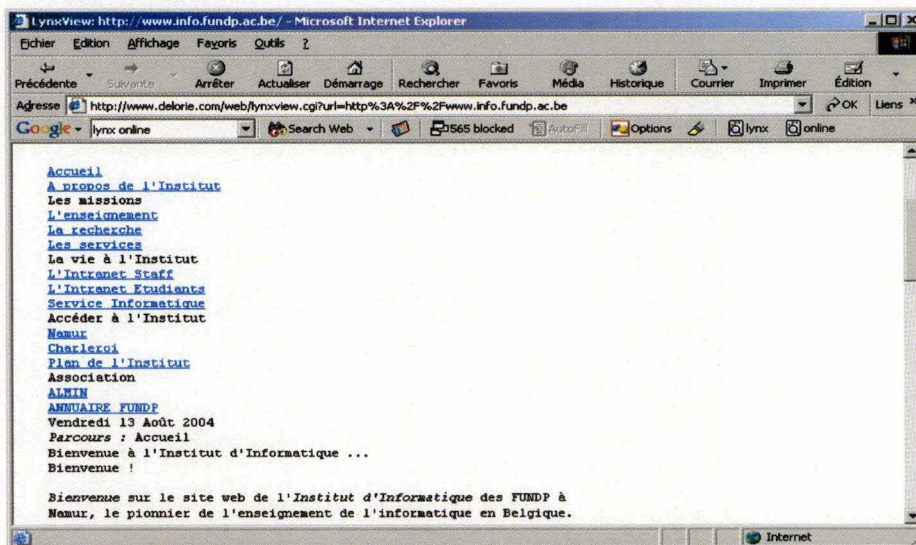 LynxView: http://www.info.fundp.ac.be/ - Microsoft Internet Explorer
Fichier Edition Affichage Favoris Outils ?
Précédente Suivante Arrêter Actualiser Démarrage Rechercher Favoris Média Historique Courrier Imprimer Édition
Adresse http://www.delorie.com/web/lynxview.cgi?url=http%3A%2F%2Fwww.info.fundp.ac.be OK Liens »
Google lynx online Search Web 565 blocked AutoFill Options lynx online
Accueil
A propos de l'Institut
Les missions
L'enseignement
La recherche
Les services
La vie à l'Institut
L'Intranet Staff
L'Intranet Etudiants
Service Informatique
Accéder à l'Institut
Namur
Charleroi
Plan de l'Institut
Association
ALMIN
ANNUAIRE FUNDP
Vendredi 13 Août 2004
Parcours : Accueil
Bienvenue à l'Institut d'Informatique ...
Bienvenue !
Bienvenue sur le site web de l'Institut d'Informatique des FUNDP à
Namur, le pionnier de l'enseignement de l'informatique en Belgique.
Internet